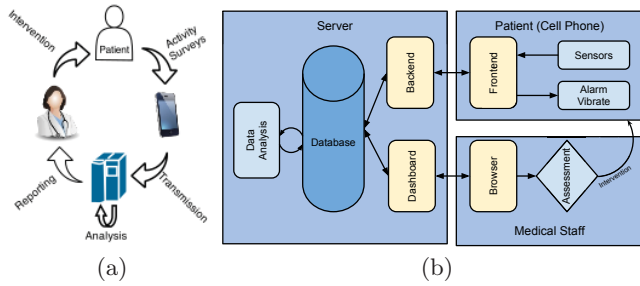 Intervention
Patient
Activity
Surveys
Reporting
Transmission
Analysis
(a)
Server
Data
Analysis
Database
Backend
Dashboard
Patient (Cell Phone)
Frontend
Sensors
Alarm
Vibrate
Browser
Assessment
Intervention
Medical Staff
(b)